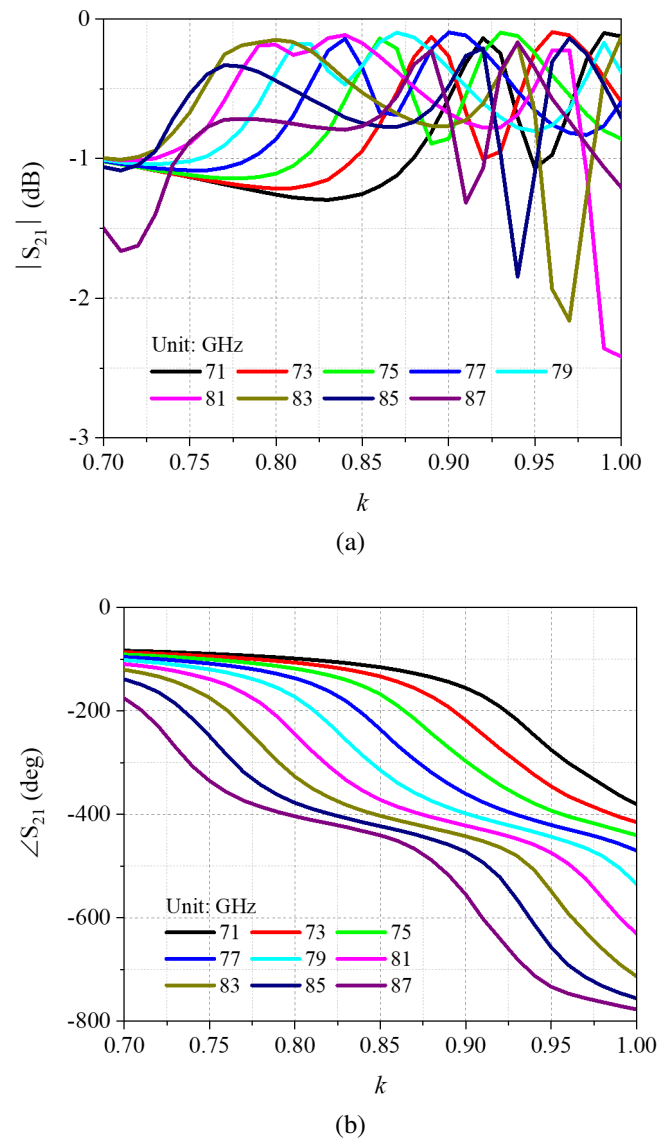 0
-1
-2
-3
|S21| (dB)
Unit: GHz
71 73 75 77 79
81 83 85 87
0.70 0.75 0.80 0.85 0.90 0.95 1.00
k
(a)
0
-200
-400
-600
-800
∠S21 (deg)
Unit: GHz
71 73 75
77 79 81
83 85 87
0.70 0.75 0.80 0.85 0.90 0.95 1.00
k
(b)